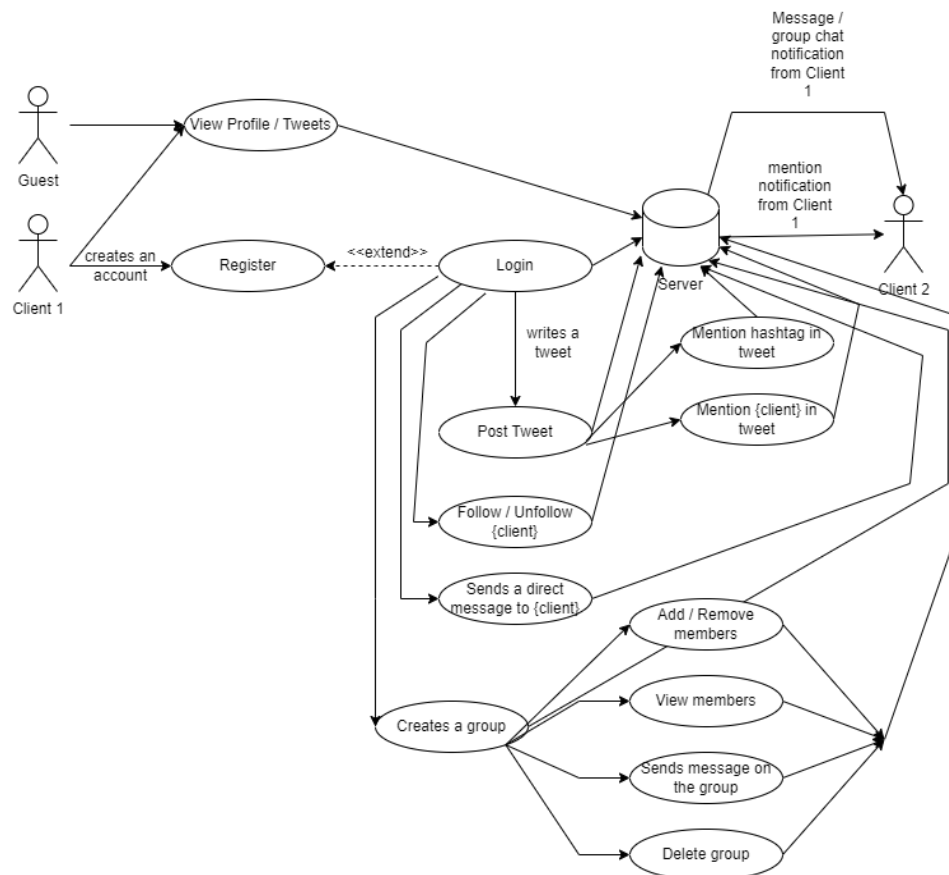 Message /
group chat
notification
from Client
1
View Profile / Tweets
Guest
mention
notification
from Client
1
creates an
account
Register
<<extend>>
Login
Client 1
Server
Client 2
writes a
tweet
Mention hashtag in
tweet
Post Tweet
Mention {client} in
tweet
Follow / Unfollow
{client}
Sends a direct
message to {client}
Add / Remove
members
View members
Creates a group
Sends message on
the group
Delete group